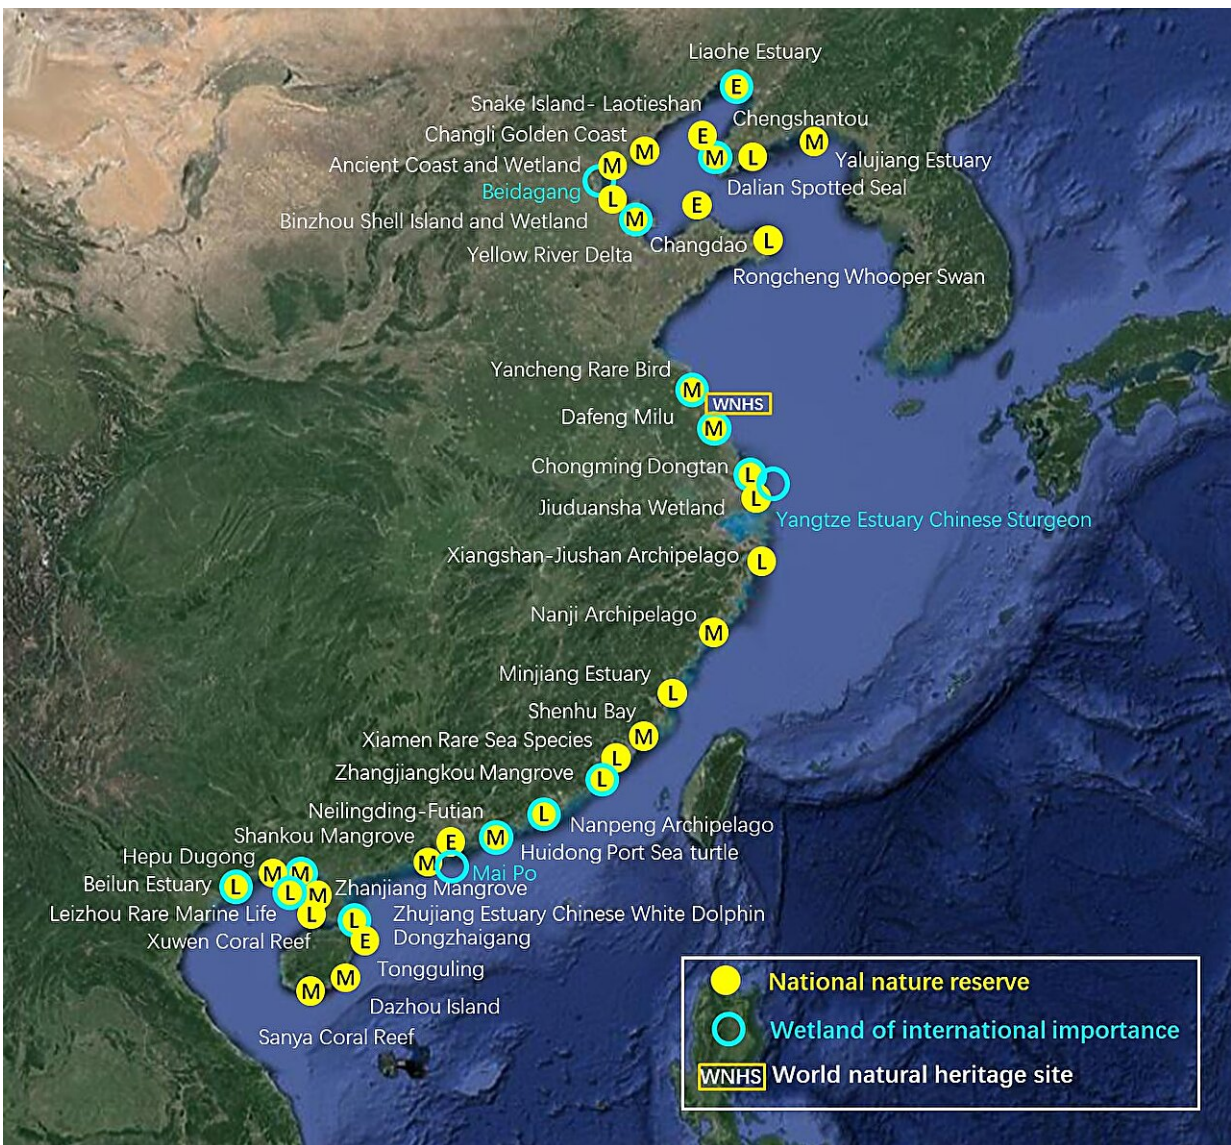 Liaohe Estuary
E
Snake Island- Laotieshan
Chengshantou
Changli Golden Coast
E
M
M
Yalujiang Estuary
Ancient Coast and Wetland
M
M
L
Beidagang
Dalian Spotted Seal
L
E
Binzhou Shell Island and Wetland
M
Changdao
L
Yellow River Delta
Rongcheng Whooper Swan
Yancheng Rare Bird
M
WNHS
Dafeng Milu
M
Chongming Dongtan
L
Jiuduansha Wetland
L
Yangtze Estuary Chinese Sturgeon
Xiangshan-Jiushan Archipelago
L
Nanji Archipelago
M
Minjiang Estuary
L
Shenhu Bay
M
Xiamen Rare Sea Species
L
Zhangjiangkou Mangrove
L
Neilingding-Futian
L
Nanpeng Archipelago
Shankou Mangrove
E
M
Huidong Port Sea turtle
Hepu Dugong
M
M
M
Mai Po
Beilun Estuary
L
L
M
Zhanjiang Mangrove
Leizhou Rare Marine Life
L
L
Zhujiang Estuary Chinese White Dolphin
Xuwen Coral Reef
E
Dongzhaigang
M
Tongguling
M
Dazhou Island
Sanya Coral Reef
National nature reserve
Wetland of international importance
WNHS World natural heritage site